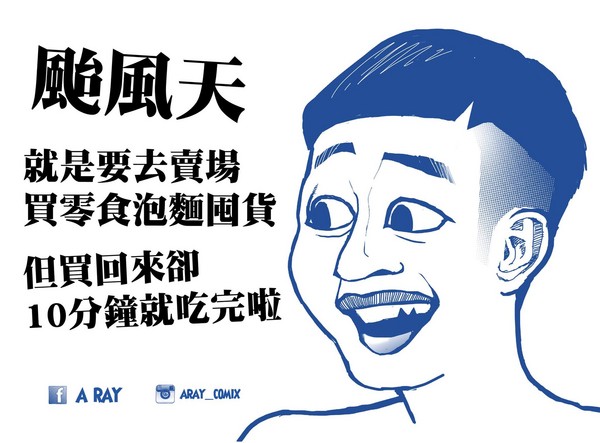 颱風天
就是要去賣場
買零食泡麵囤貨
但買回來卻
10分鐘就吃完啦
A RAY
ARAY_COMIX